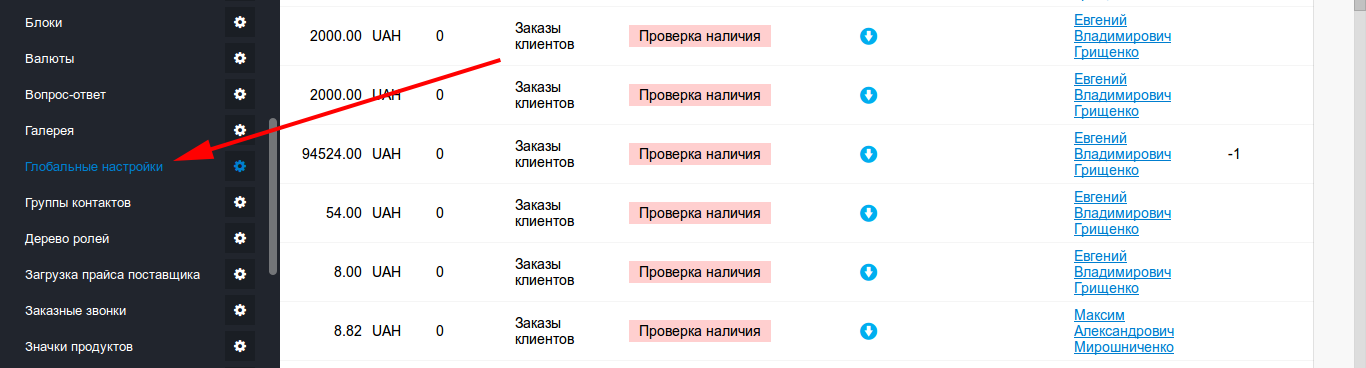 Блоки
Валюты
Вопрос-ответ
Галерея
Глобальные настройки
Группы контактов
Дерево ролей
Загрузка прайса поставщика
Заказные звонки
Значки продуктов
2000.00 UAH 0 Заказы клиентов Проверка наличия Евгений Владимирович Грищенко
2000.00 UAH 0 Заказы клиентов Проверка наличия Евгений Владимирович Грищенко
94524.00 UAH 0 Заказы клиентов Проверка наличия Евгений Владимирович Грищенко -1
54.00 UAH 0 Заказы клиентов Проверка наличия Евгений Владимирович Грищенко
8.00 UAH 0 Заказы клиентов Проверка наличия Евгений Владимирович Грищенко
8.82 UAH 0 Заказы клиентов Проверка наличия Максим Александрович Мирошниченко